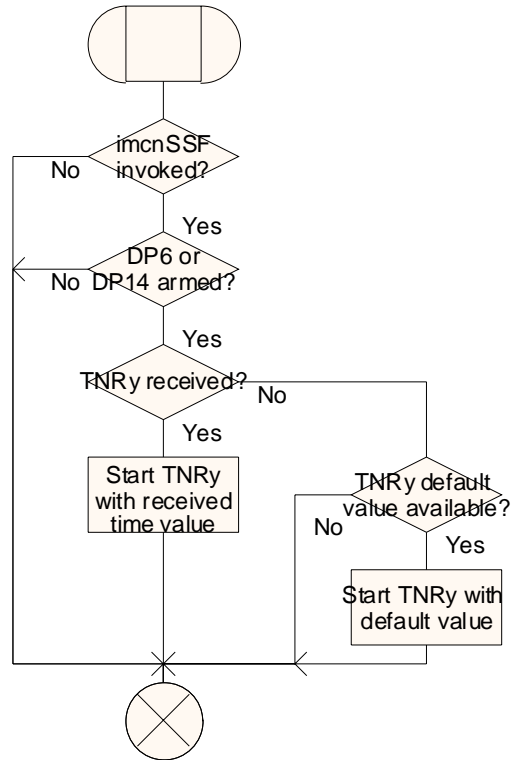 imcnSSF
invoked?
No
Yes
DP6 or
DP14 armed?
No
Yes
TNRy received?
No
Yes
Start TNRy
with received
time value
TNRy default
value available?
No
Yes
Start TNRy with
default value